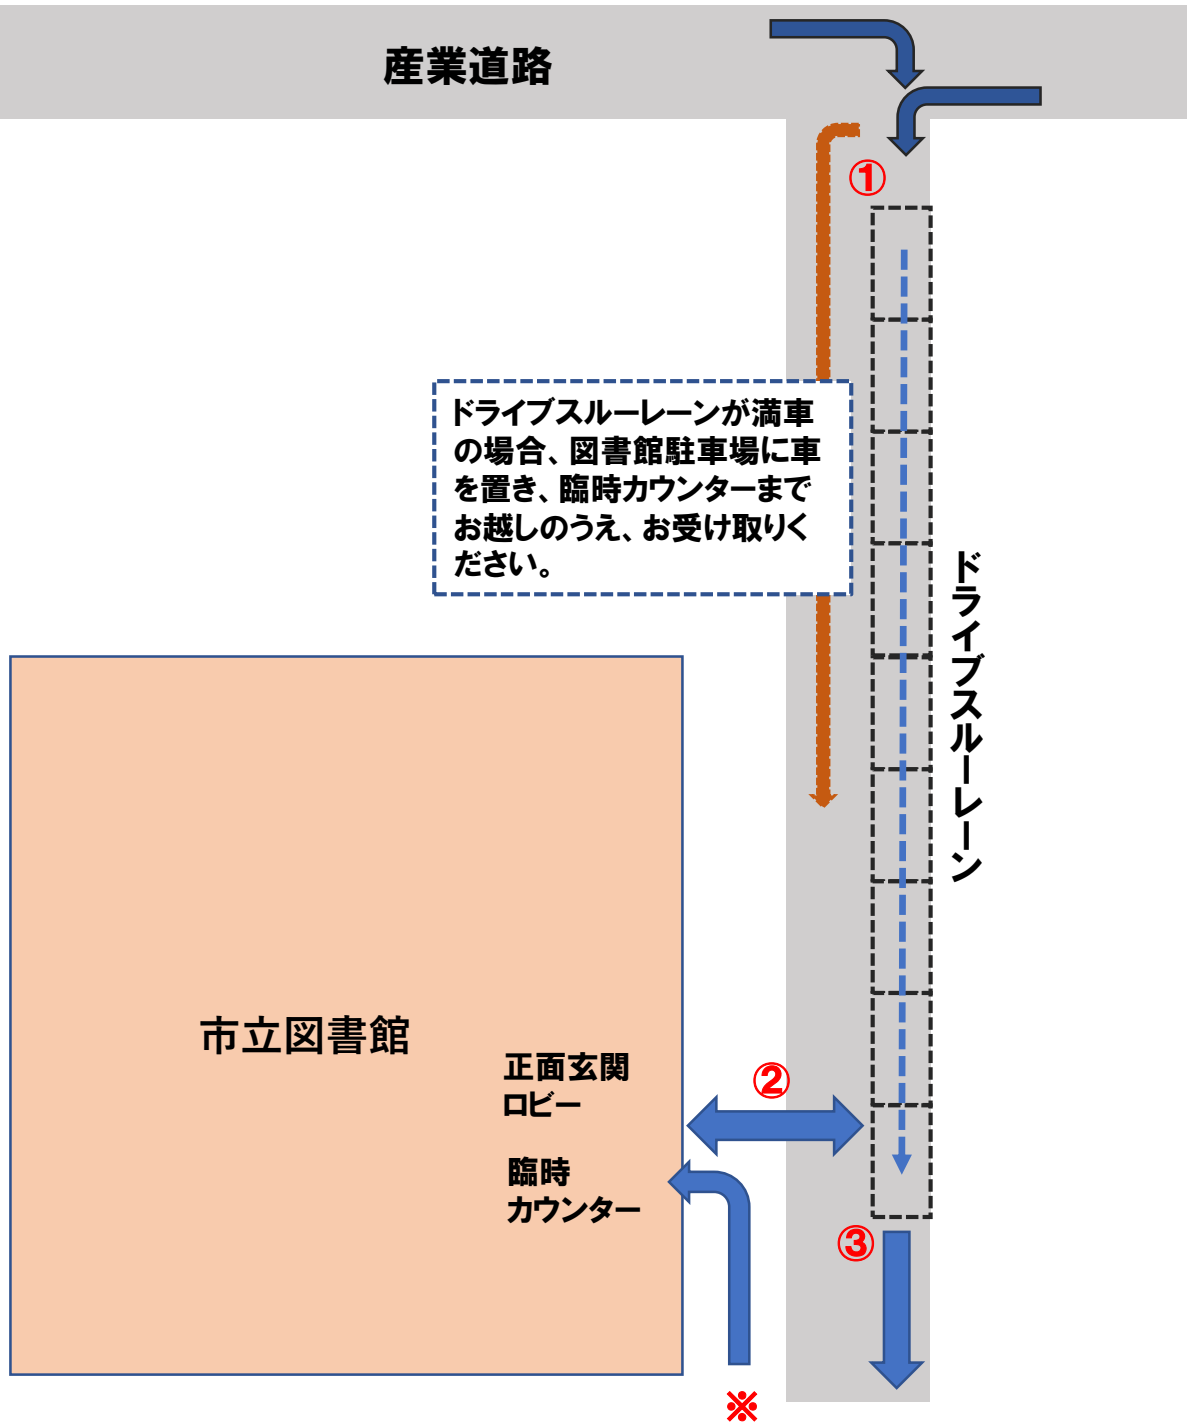 産業道路
①
ドライブスルーレーンが満車
の場合、図書館駐車場に車
を置き、臨時カウンターまで
お越しのうえ、お受け取りく
ださい。
ドライブスルーレーン
市立図書館
正面玄関
ロビー
②
臨時
カウンター
③
※